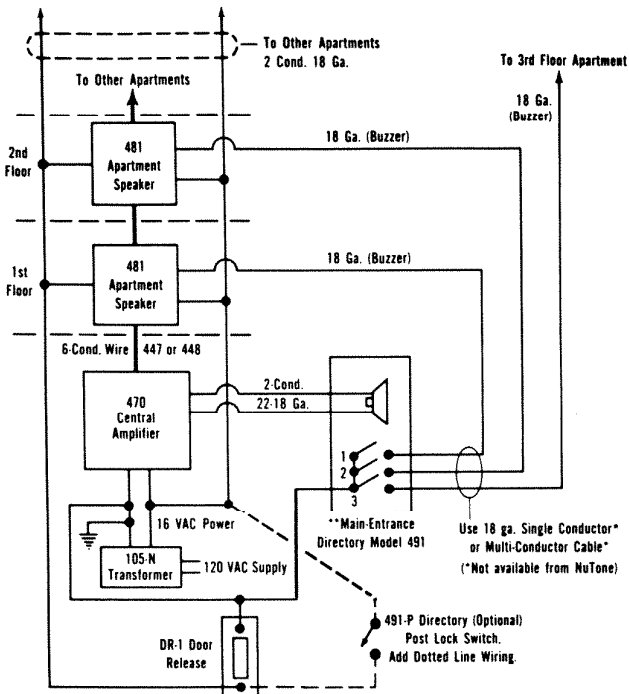 To Other Apartments
2 Cond. 18 Ga.
To 3rd Floor Apartment
To Other Apartments
18 Ga.
(Buzzer)
2nd
Floor
481
Apartment
Speaker
18 Ga. (Buzzer)
1st
Floor
481
Apartment
Speaker
18 Ga. (Buzzer)
6-Cond. Wire 447 or 448
470
Central
Amplifier
2-Cond.
22-18 Ga.
1
2
3
16 VAC Power
**Main-Entrance
Directory Model 491
Use 18 ga. Single Conductor*
or Multi-Conductor Cable*
(*Not available from NuTone)
105-N
Transformer
120 VAC Supply
DR-1 Door
Release
491-P Directory (Optional)
Post Lock Switch.
Add Dotted Line Wiring.